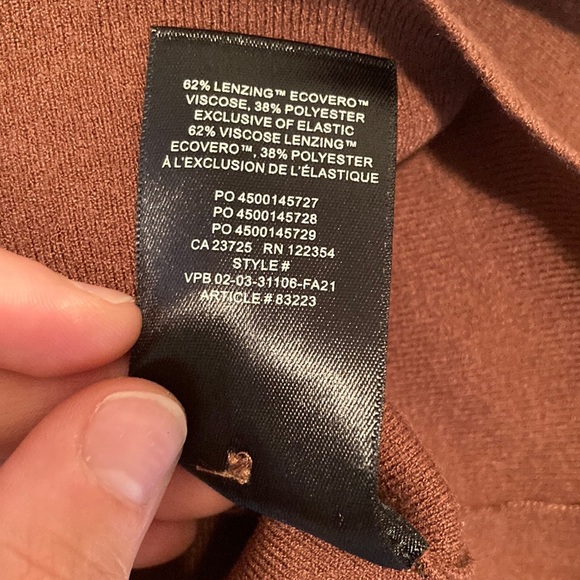 62% LENZING™ ECOVERO™
VISCOSE, 38% POLYESTER
EXCLUSIVE OF ELASTIC
62% VISCOSE LENZING™
ECOVERO™, 38% POLYESTER
À L'EXCLUSION DE L'ÉLASTIQUE
PO 4500145727
PO 4500145728
PO 4500145729
CA 23725 RN 122354
STYLE #
VPB 02-03-31106-FA21
ARTICLE # 83223